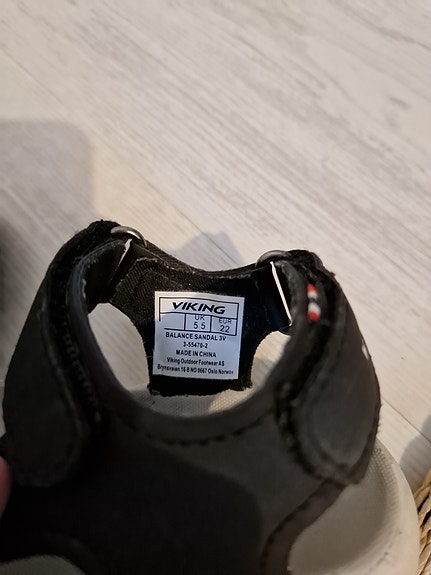 VIKING
UK EUR
5.5 22
BALANCE SANDAL 3V
3-55470-2
MADE IN CHINA
Viking Outdoor Footwear AS
Brynsveien 16 B NO 0667 Oslo Norway